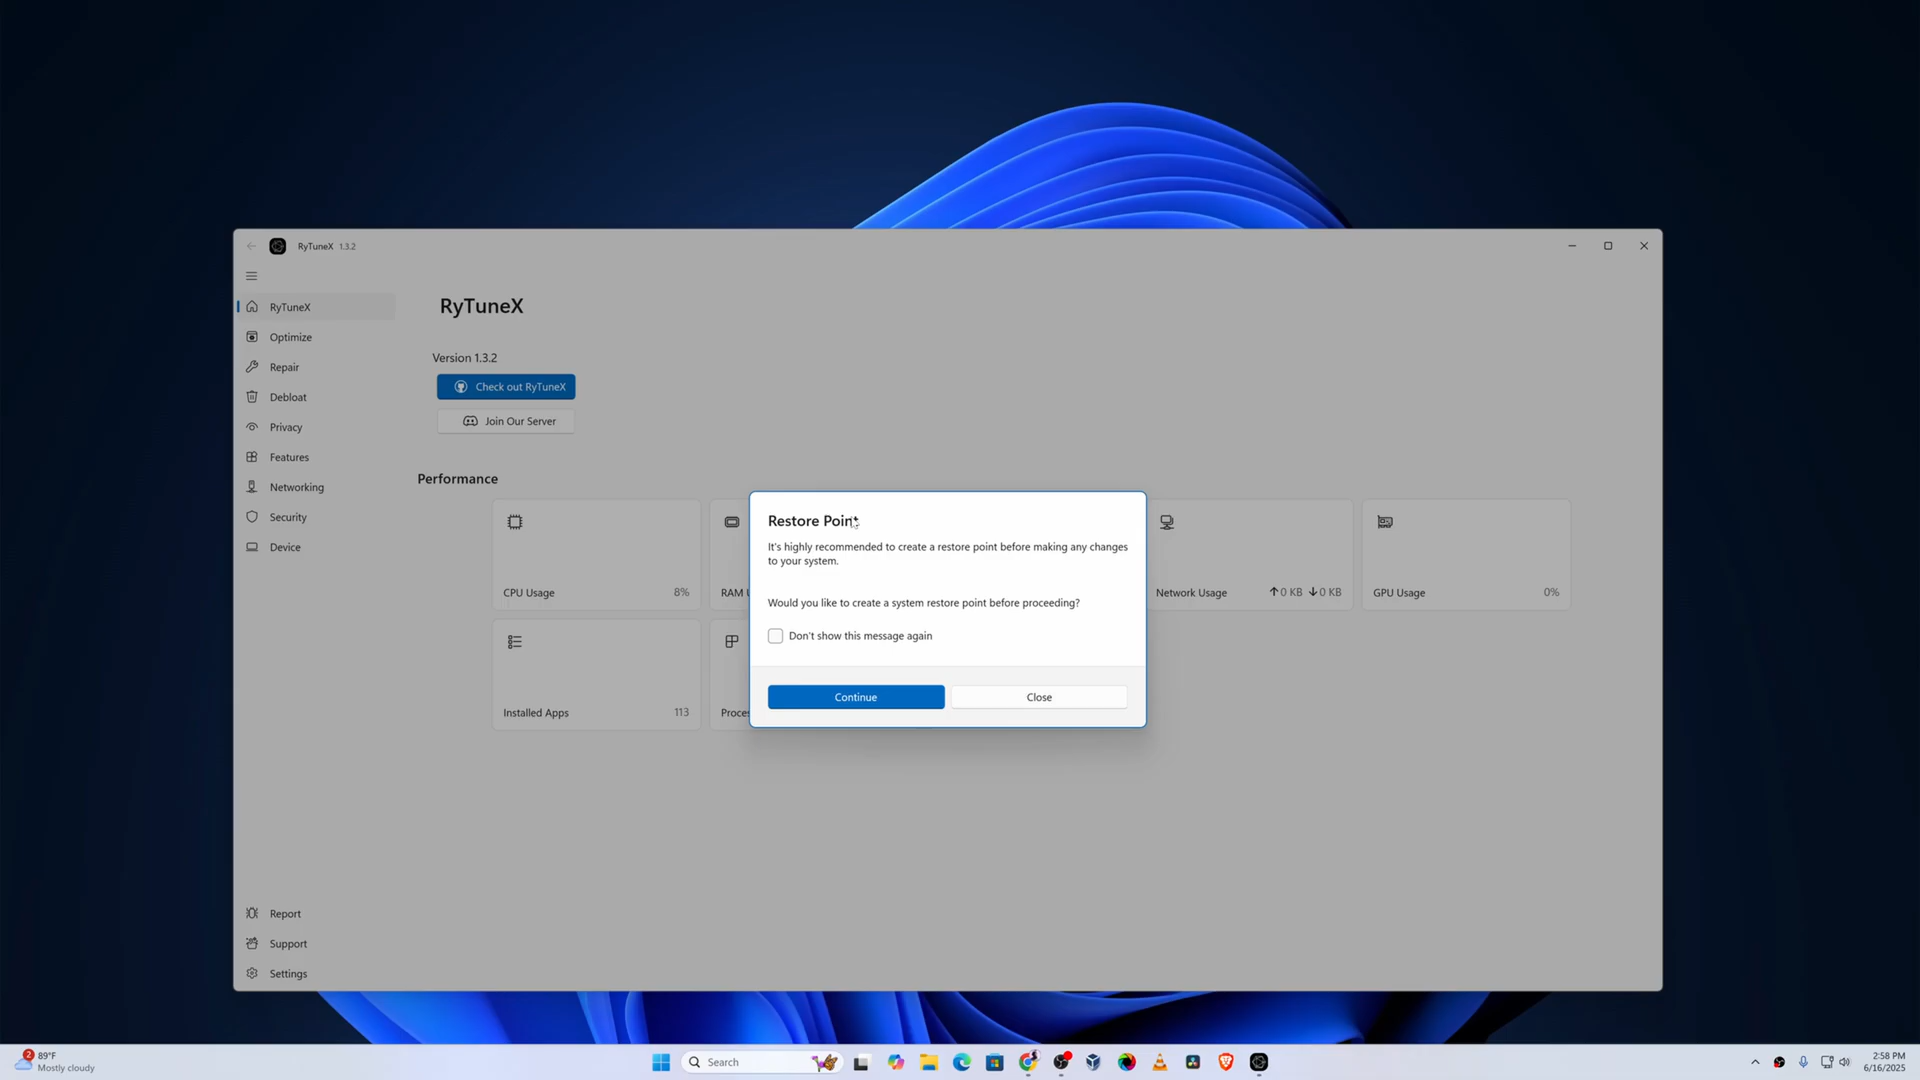 RyTuneX 1.3.2
RyTuneX
Optimize
Repair
Debloat
Privacy
Features
Networking
Security
Device
Report
Support
Settings
RyTuneX
Version 1.3.2
Check out RyTuneX
Join Our Server
Performance
CPU Usage 8%
RAM
Network Usage 0 KB 0 KB
GPU Usage 0%
Installed Apps 113
Proces
Restore Point
It's highly recommended to create a restore point before making any changes
to your system.
Would you like to create a system restore point before proceeding?
Don't show this message again
Continue
Close
2
89°F
Mostly cloudy
Search
2:58 PM
6/16/2025